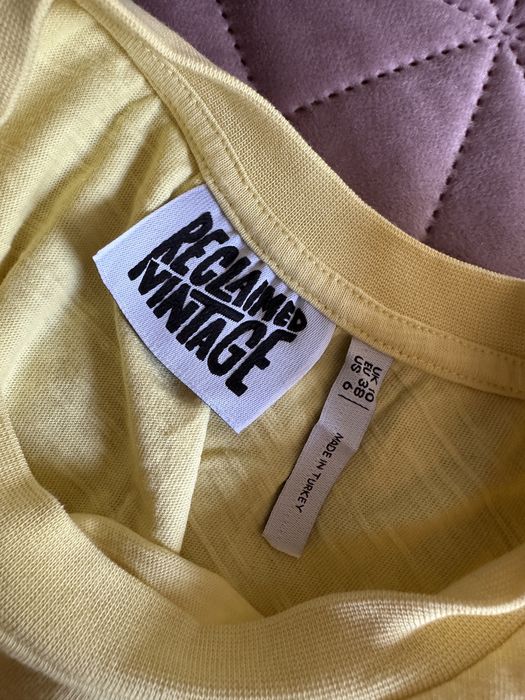 RECLAIMED
VINTAGE
UK 10
EU 38
US 6
MADE IN TURKEY